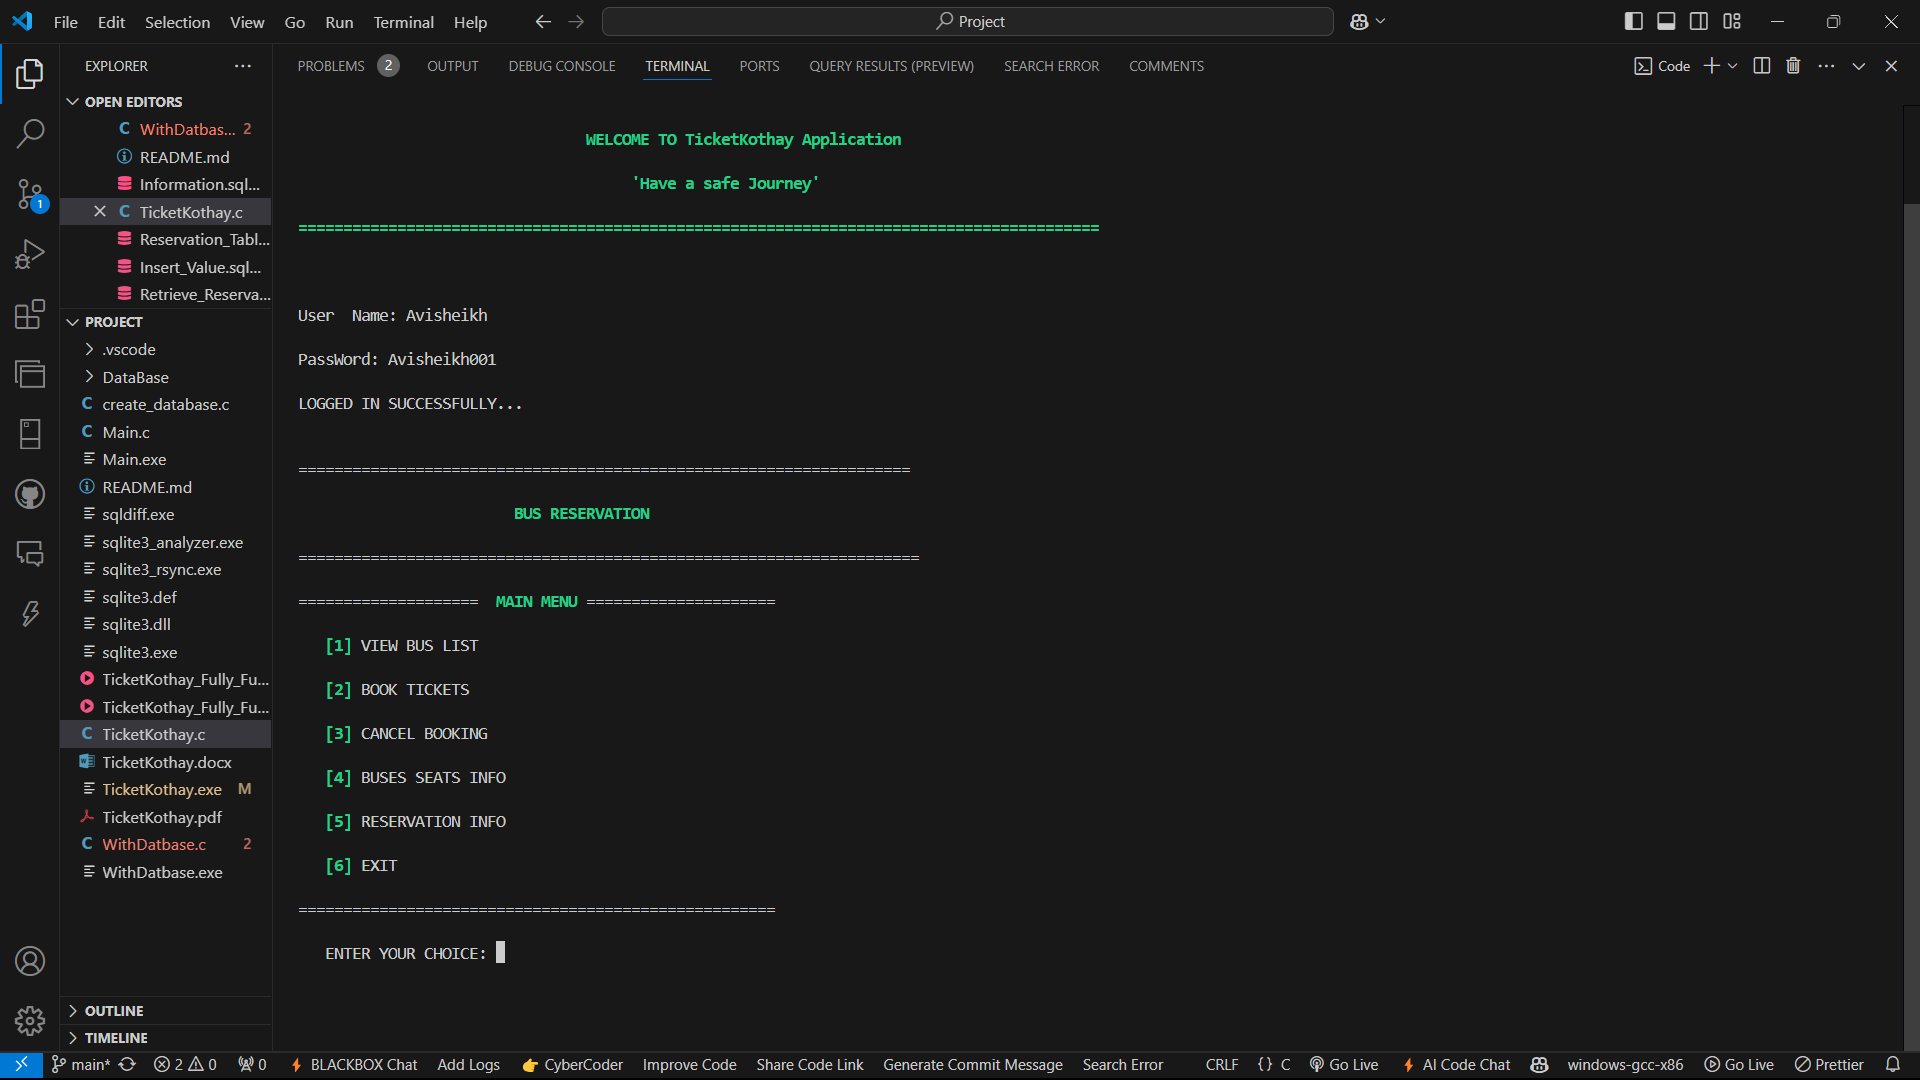 File Edit Selection View Go Run Terminal Help
Project
EXPLORER
OPEN EDITORS
WithDatbas... 2
README.md
Information.sql...
TicketKothay.c
Reservation_Tabl...
Insert_Value.sql...
Retrieve_Reserva...
PROJECT
.vscode
DataBase
create_database.c
Main.c
Main.exe
README.md
sqldiff.exe
sqlite3_analyzer.exe
sqlite3_rsync.exe
sqlite3.def
sqlite3.dll
sqlite3.exe
TicketKothay_Fully_Fu...
TicketKothay_Fully_Fu...
TicketKothay.c
TicketKothay.docx
TicketKothay.exe M
TicketKothay.pdf
WithDatbase.c 2
WithDatbase.exe
OUTLINE
TIMELINE
1
PROBLEMS 2 OUTPUT DEBUG CONSOLE TERMINAL PORTS QUERY RESULTS (PREVIEW) SEARCH ERROR COMMENTS
Code
WELCOME TO TicketKothay Application
'Have a safe Journey'
=========================================================================================
User  Name: Avisheikh
PassWord: Avisheikh001
LOGGED IN SUCCESSFULLY...
====================================================================
BUS RESERVATION
=====================================================================
====================  MAIN MENU =====================
[1] VIEW BUS LIST
[2] BOOK TICKETS
[3] CANCEL BOOKING
[4] BUSES SEATS INFO
[5] RESERVATION INFO
[6] EXIT
=====================================================
ENTER YOUR CHOICE:
main* 2 0 0 BLACKBOX Chat Add Logs CyberCoder Improve Code Share Code Link Generate Commit Message Search Error CRLF {} C Go Live AI Code Chat windows-gcc-x86 Go Live Prettier